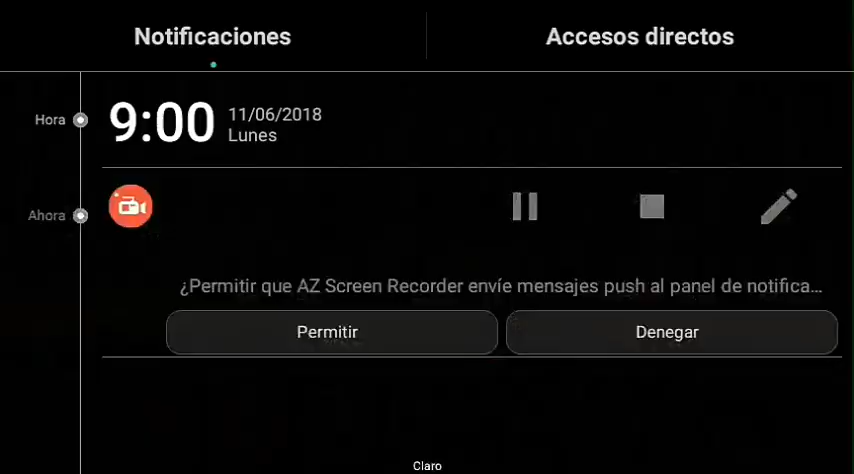 Notificaciones
Accesos directos
Hora
9:00
11/06/2018
Lunes
Ahora
¿Permitir que AZ Screen Recorder envíe mensajes push al panel de notifica...
Permitir
Denegar
Claro